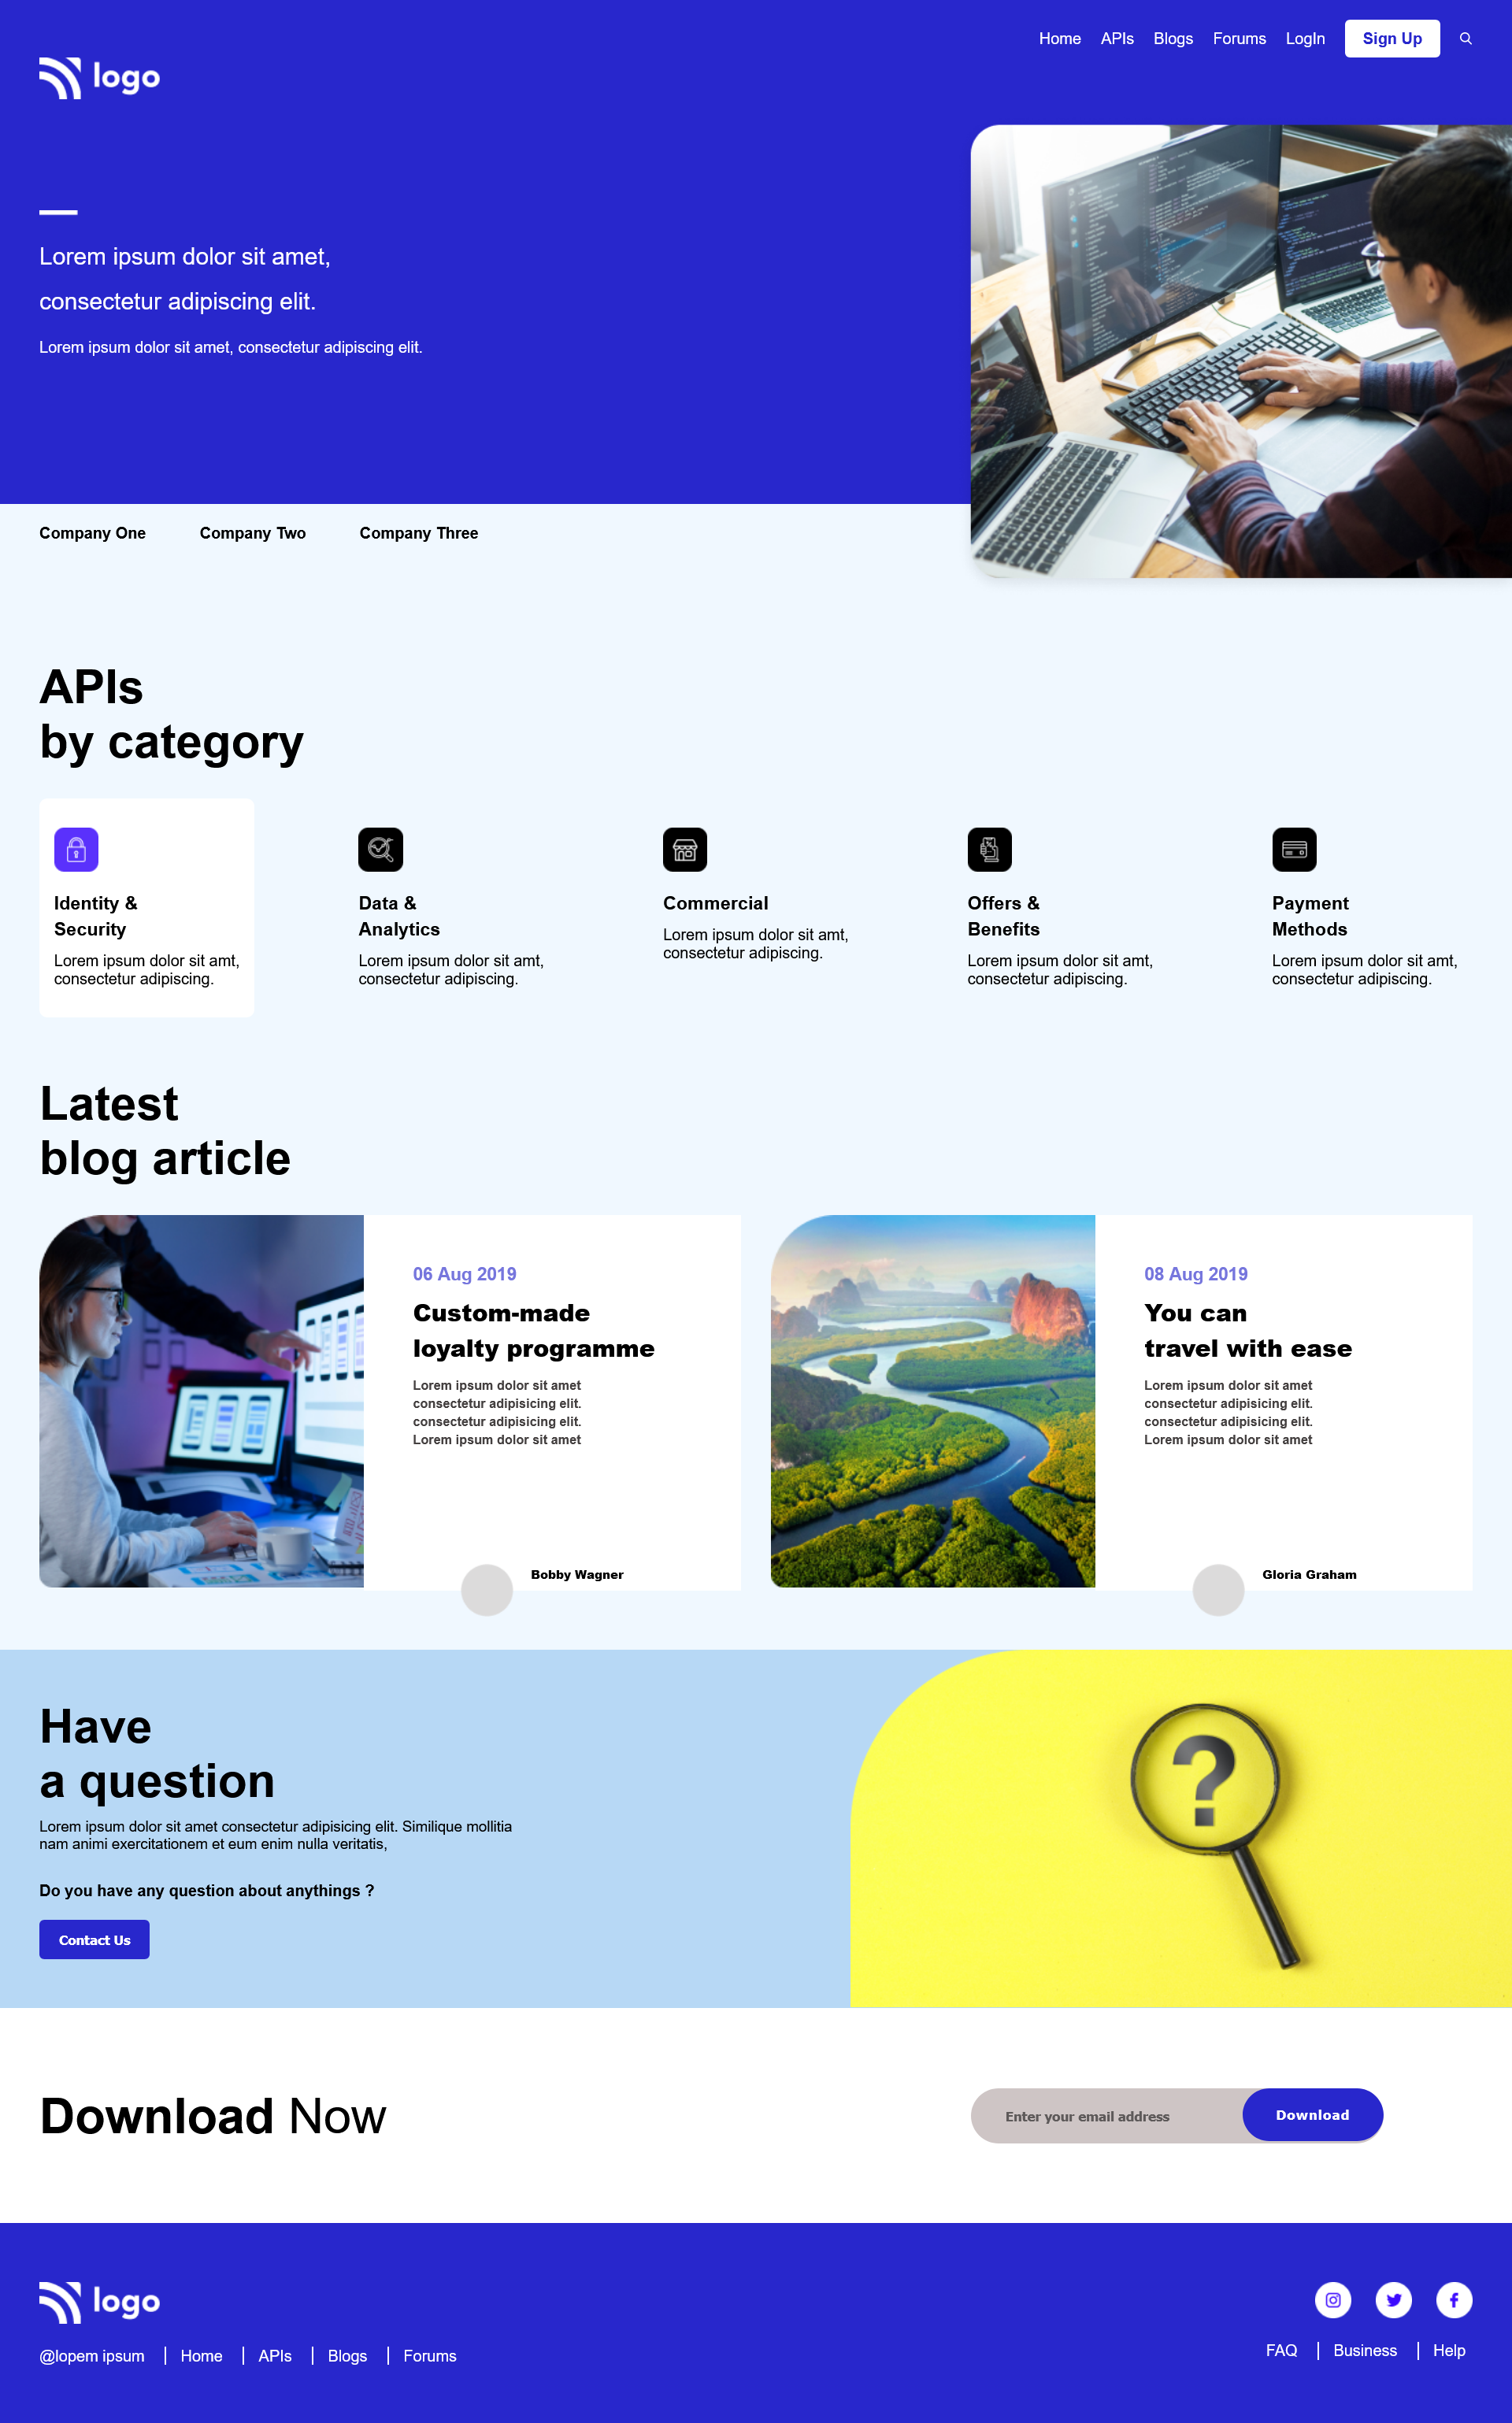 Home APIs Blogs Forums LogIn Sign Up
logo
Lorem ipsum dolor sit amet,
consectetur adipiscing elit.
Lorem ipsum dolor sit amet, consectetur adipiscing elit.
Company One Company Two Company Three
APIs
by category
Identity &
Security
Lorem ipsum dolor sit amt,
consectetur adipiscing.
Data &
Analytics
Lorem ipsum dolor sit amt,
consectetur adipiscing.
Commercial
Lorem ipsum dolor sit amt,
consectetur adipiscing.
Offers &
Benefits
Lorem ipsum dolor sit amt,
consectetur adipiscing.
Payment
Methods
Lorem ipsum dolor sit amt,
consectetur adipiscing.
Latest
blog article
06 Aug 2019
Custom-made
loyalty programme
Lorem ipsum dolor sit amet
consectetur adipisicing elit.
consectetur adipisicing elit.
Lorem ipsum dolor sit amet
Bobby Wagner
08 Aug 2019
You can
travel with ease
Lorem ipsum dolor sit amet
consectetur adipisicing elit.
consectetur adipisicing elit.
Lorem ipsum dolor sit amet
Gloria Graham
Have
a question
Lorem ipsum dolor sit amet consectetur adipisicing elit. Similique mollitia
nam animi exercitationem et eum enim nulla veritatis,
Do you have any question about anythings ?
Contact Us
?
Download Now
Enter your email address
Download
logo
@lopem ipsum | Home | APIs | Blogs | Forums
FAQ | Business | Help